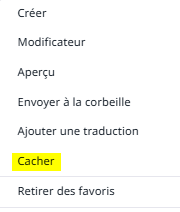 Créer
Modificateur
Aperçu
Envoyer à la corbeille
Ajouter une traduction
Cacher
Retirer des favoris